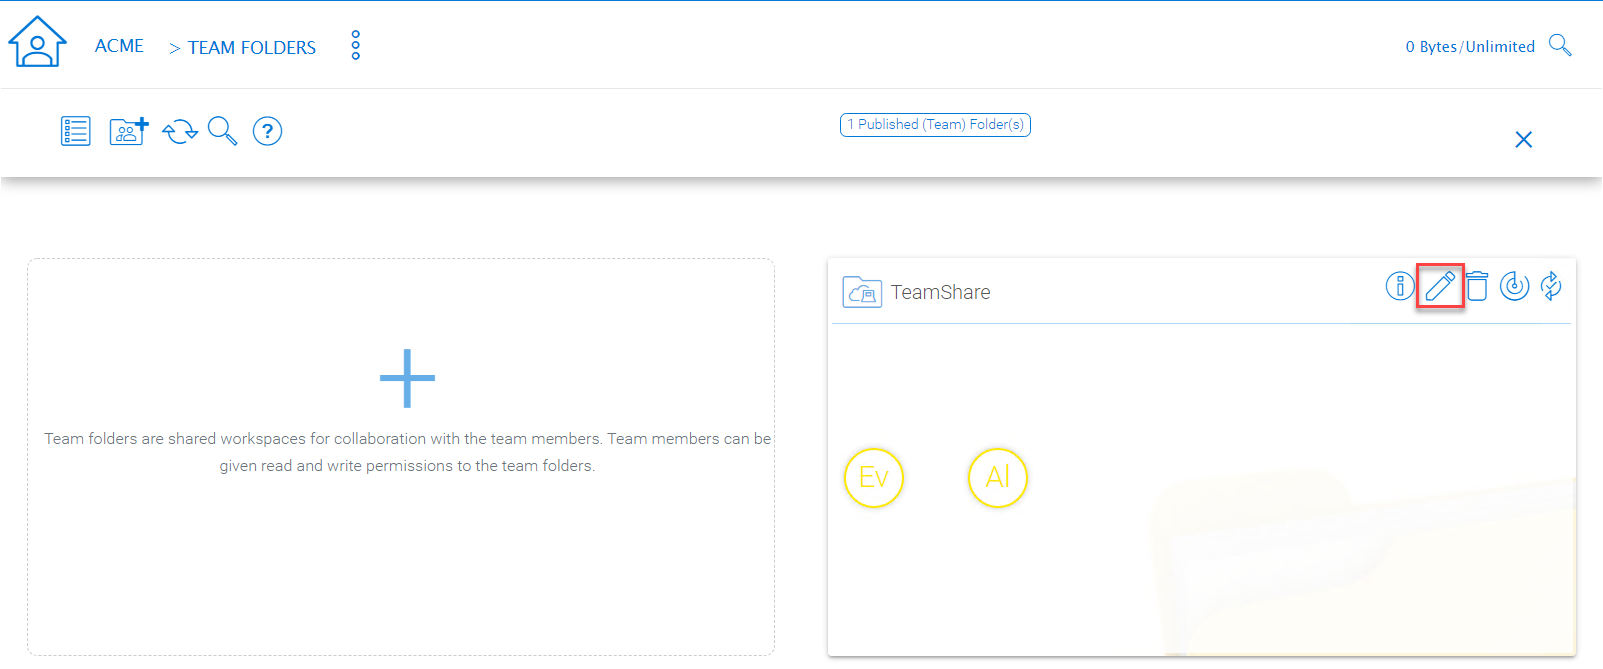 ACME > TEAM FOLDERS 0 Bytes/Unlimited
? 1 Published (Team) Folder(s)
TeamShare
Team folders are shared workspaces for collaboration with the team members. Team members can be
given read and write permissions to the team folders.
Ev Al